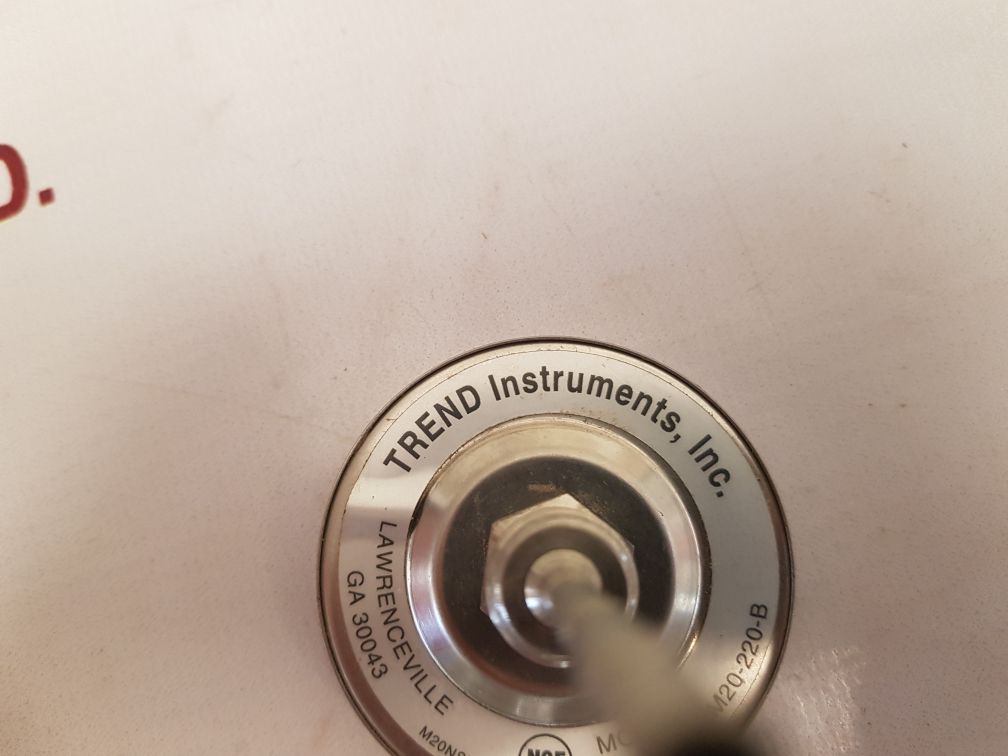 TREND Instruments, Inc.
LAWRENCEVILLE
GA 30043
M20-220-B